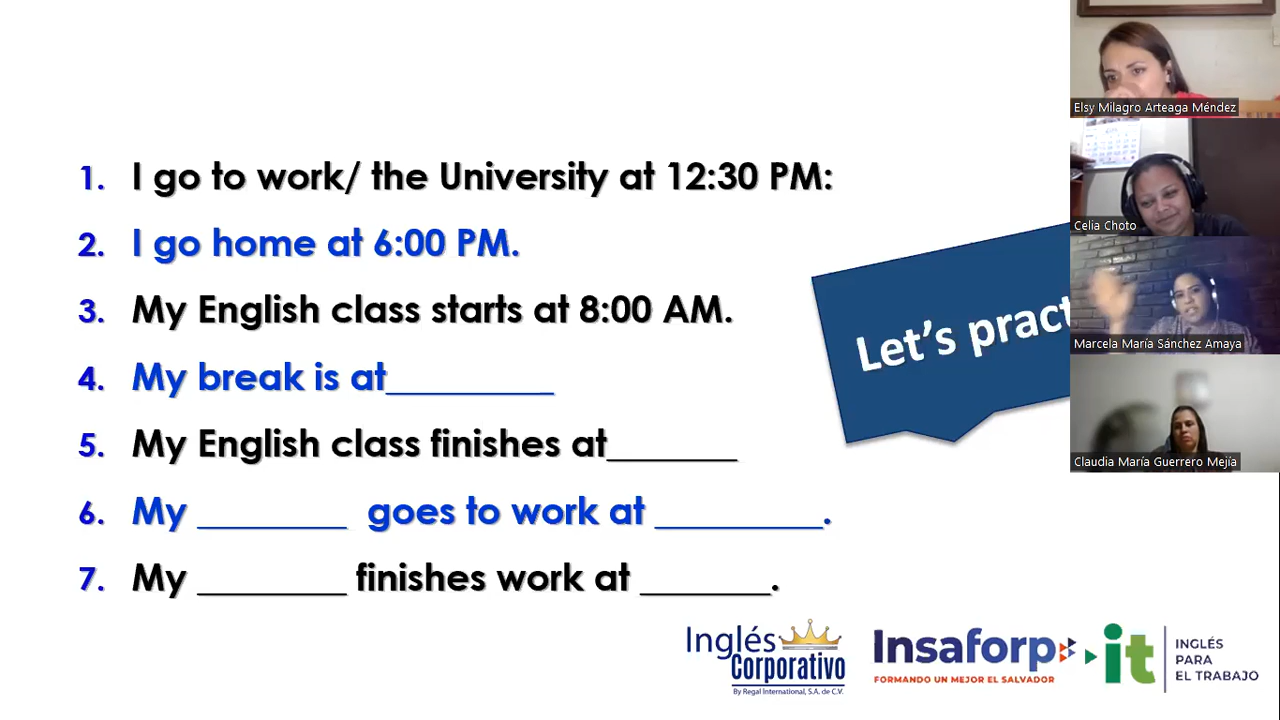 1. I go to work/ the University at 12:30 PM:
2. I go home at 6:00 PM.
3. My English class starts at 8:00 AM.
4. My break is at_________
5. My English class finishes at_______
6. My ________ goes to work at _________.
7. My ________ finishes work at _______.
Let's pract
Elsy Milagro Arteaga Méndez
Celia Choto
Marcela María Sánchez Amaya
Claudia María Guerrero Mejía
Inglés
Corporativo
By Regal International, S.A. de C.V.
Insaforp
FORMANDO UN MEJOR EL SALVADOR
it
INGLÉS
PARA
EL TRABAJO